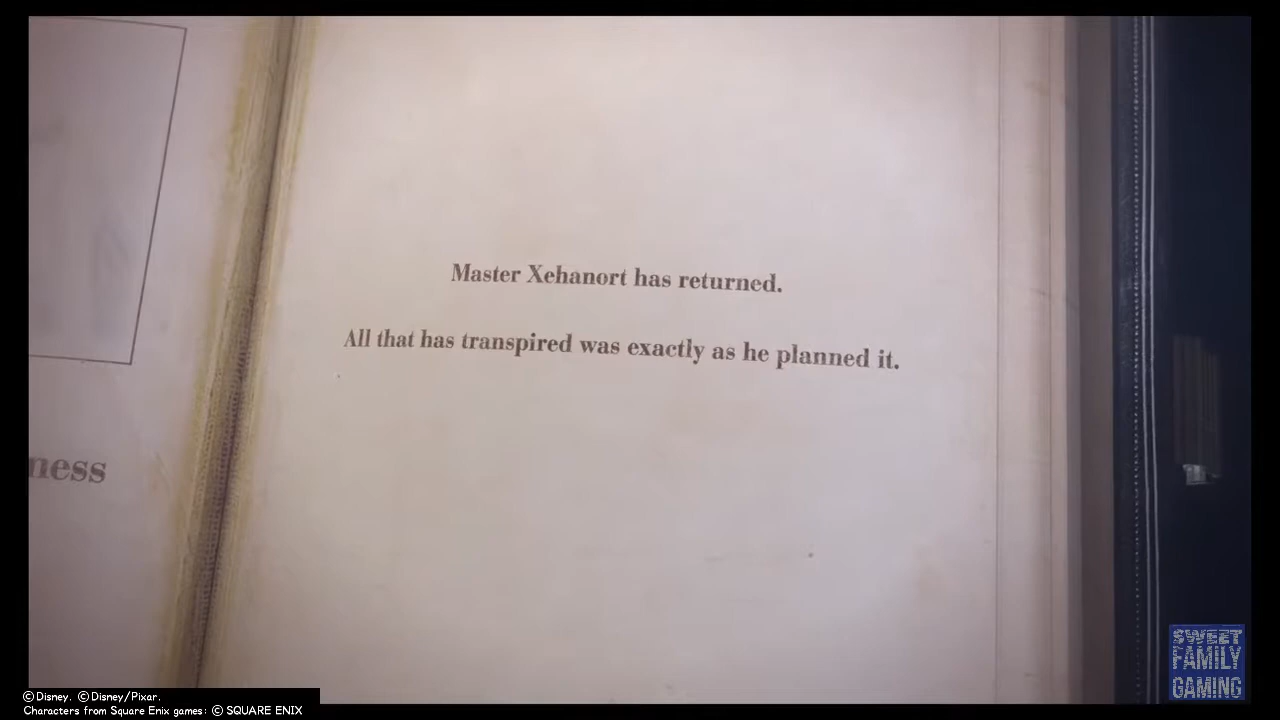 Master Xehanort has returned.
All that has transpired was exactly as he planned it.
ness
©Disney. ©Disney/Pixar.
Characters from Square Enix games: © SQUARE ENIX
SWEET
FAMILY
GAMING